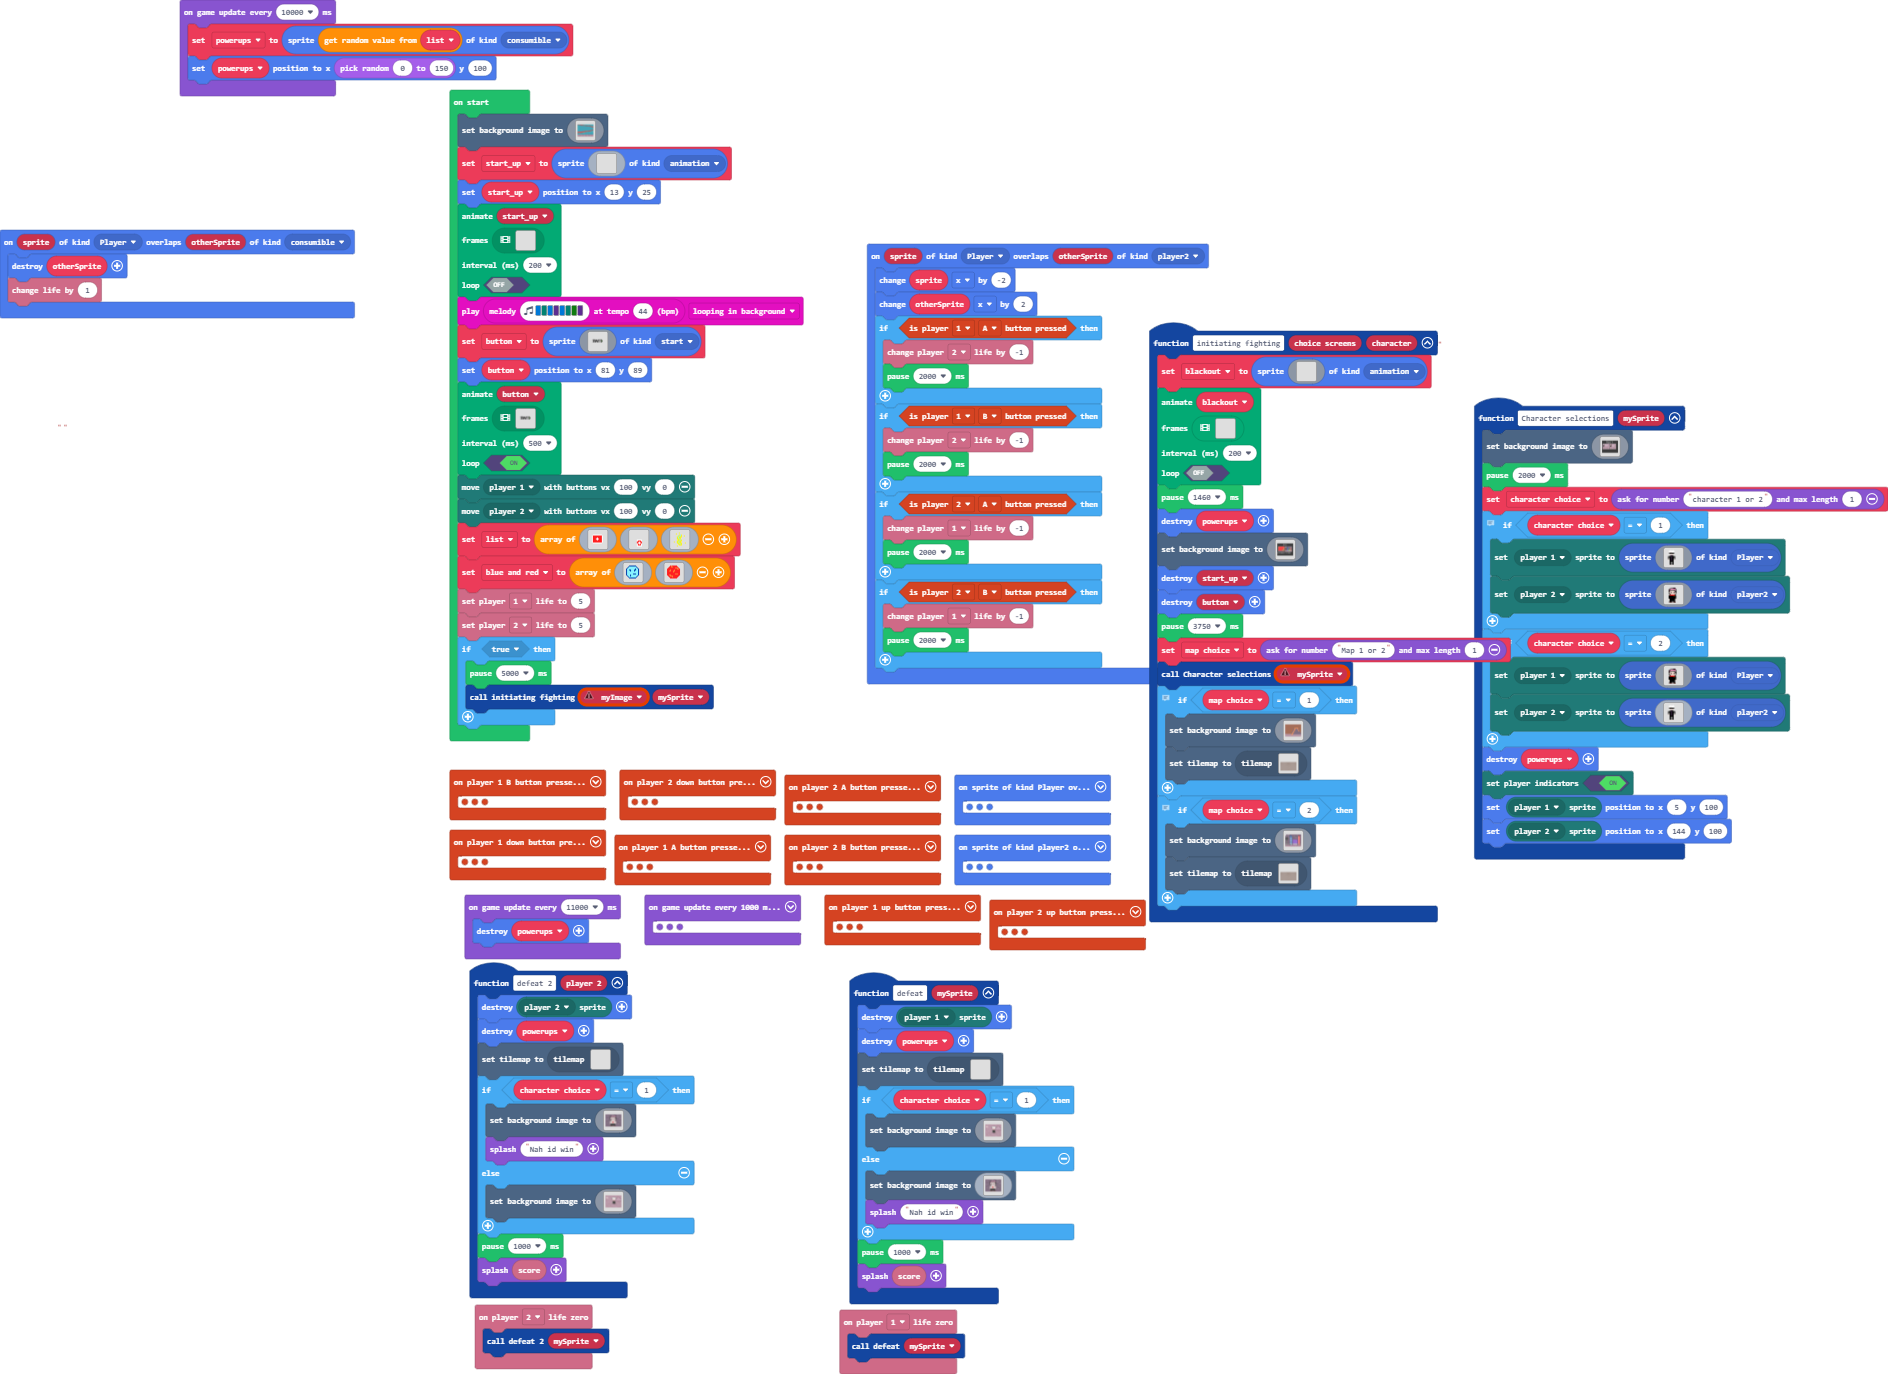 on game update every 10000 ms
set powerups to sprite get random value from list of kind consumible
set powerups position to x pick random 0 to 150 y 100
on sprite of kind Player overlaps otherSprite of kind consumible
destroy otherSprite
change life by 1
on start
set background image to
set start_up to sprite of kind animation
set start_up position to x 13 y 25
animate start_up
frames
interval (ms) 200
loop OFF
play melody at tempo 44 (bpm) looping in background
set button to sprite of kind start
set button position to x 81 y 89
animate button
frames
interval (ms) 500
loop ON
move player 1 with buttons vx 100 vy 0
move player 2 with buttons vx 100 vy 0
set list to array of
set blue and red to array of
set player 1 life to 5
set player 2 life to 5
if true then
pause 5000 ms
call initiating fighting myImage mySprite
on sprite of kind Player overlaps otherSprite of kind player2
change sprite x by -2
change otherSprite x by 2
if is player 1 A button pressed then
change player 2 life by -1
pause 2000 ms
if is player 1 B button pressed then
change player 2 life by -1
pause 2000 ms
if is player 2 A button pressed then
change player 1 life by -1
pause 2000 ms
if is player 2 B button pressed then
change player 1 life by -1
pause 2000 ms
function initiating fighting choice screens character
set blackout to sprite of kind animation
animate blackout
frames
interval (ms) 200
loop OFF
pause 1460 ms
destroy powerups
set background image to
destroy start_up
destroy button
pause 3750 ms
set map choice to ask for number "Map 1 or 2" and max length 1
call Character selections mySprite
if map choice = 1 then
set background image to
set tilemap to tilemap
if map choice = 2 then
set background image to
set tilemap to tilemap
function Character selections mySprite
set background image to
pause 2000 ms
set character choice to ask for number "character 1 or 2" and max length 1
if character choice = 1 then
set player 1 sprite to sprite of kind Player
set player 2 sprite to sprite of kind player2
character choice = 2 then
set player 1 sprite to sprite of kind Player
set player 2 sprite to sprite of kind player2
destroy powerups
set player indicators ON
set player 1 sprite position to x 5 y 100
set player 2 sprite position to x 144 y 100
on player 1 B button presse...
on player 2 down button pre...
on player 2 A button presse...
on sprite of kind Player ov...
on player 1 down button pre...
on player 1 A button presse...
on player 2 B button presse...
on sprite of kind player2 o...
on game update every 11000 ms
destroy powerups
on game update every 1000 m...
on player 1 up button press...
on player 2 up button press...
function defeat 2 player 2
destroy player 2 sprite
destroy powerups
set tilemap to tilemap
if character choice = 1 then
set background image to
splash "Nah id win"
else
set background image to
pause 1000 ms
splash score
on player 2 life zero
call defeat 2 mySprite
function defeat mySprite
destroy player 1 sprite
destroy powerups
set tilemap to tilemap
if character choice = 1 then
set background image to
else
set background image to
splash "Nah id win"
pause 1000 ms
splash score
on player 1 life zero
call defeat mySprite